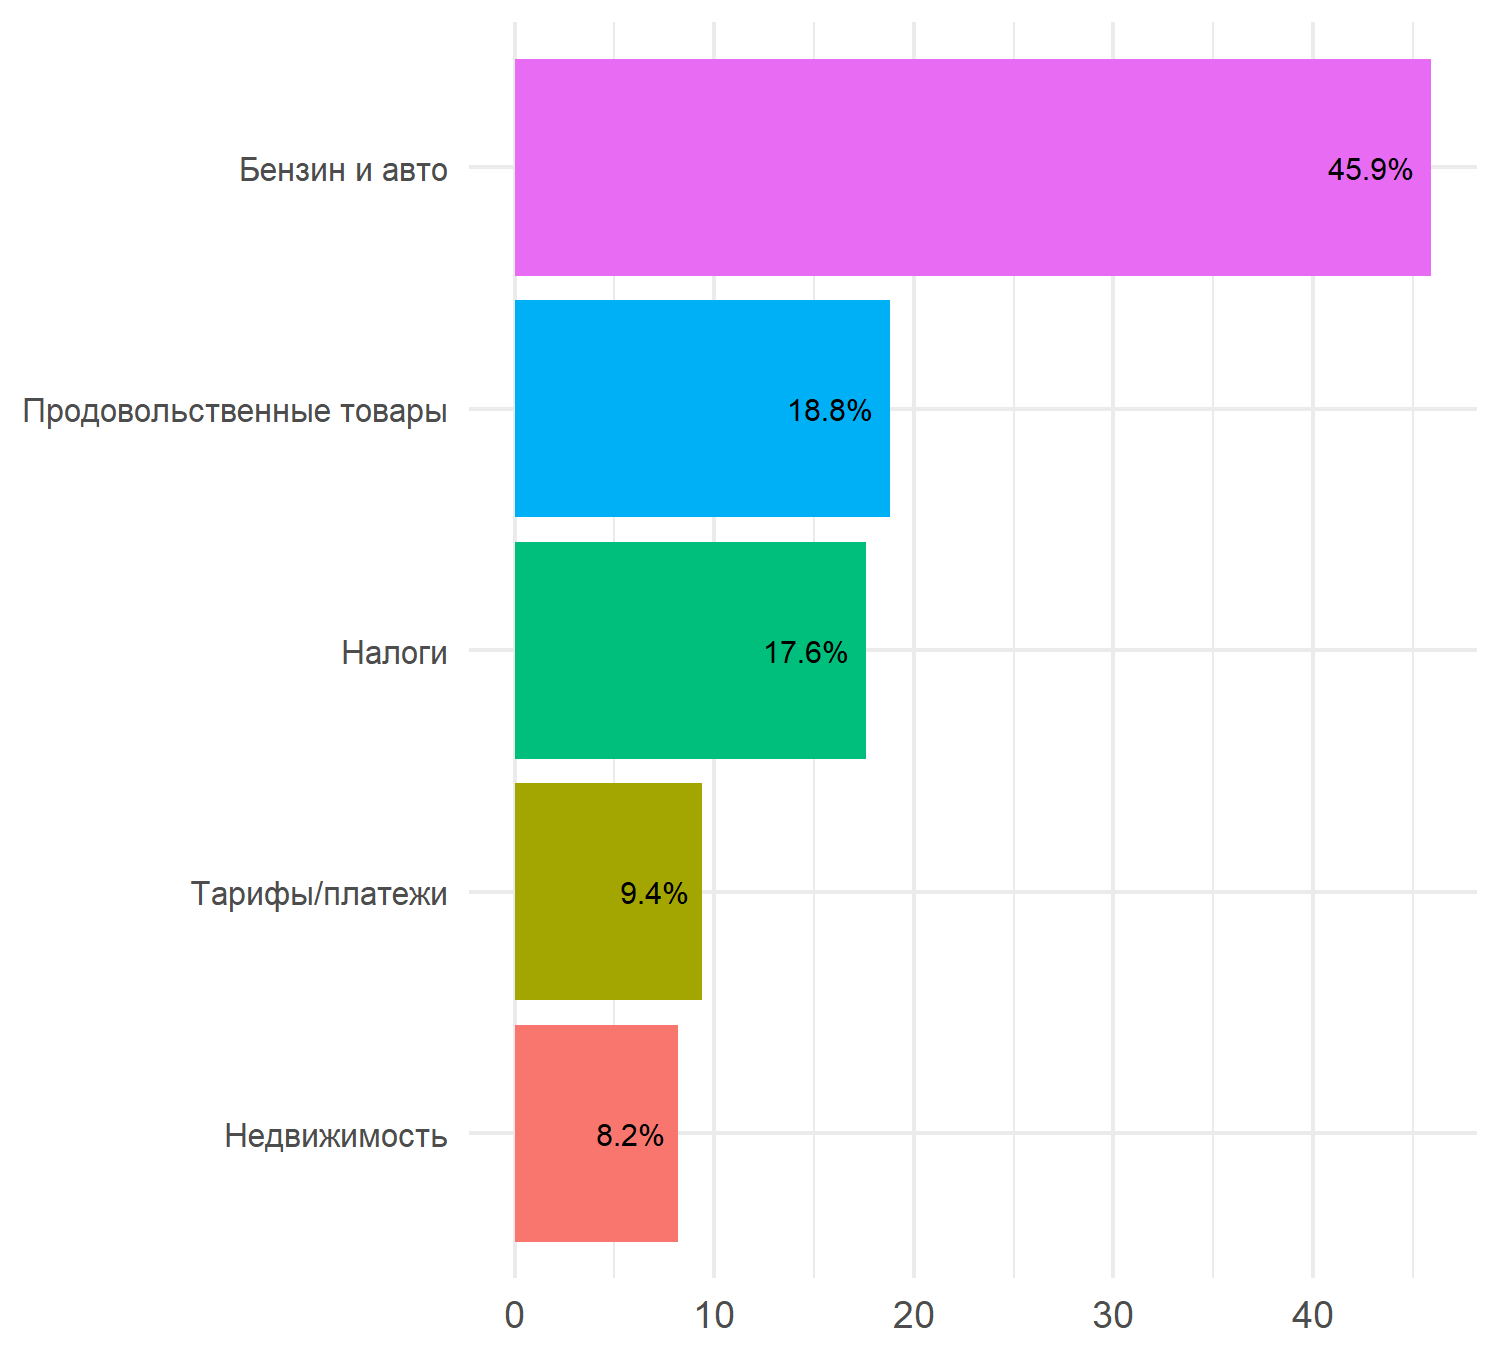 Бензин и авто
45.9%
Продовольственные товары
18.8%
Налоги
17.6%
Тарифы/платежи
9.4%
Недвижимость
8.2%
0 10 20 30 40